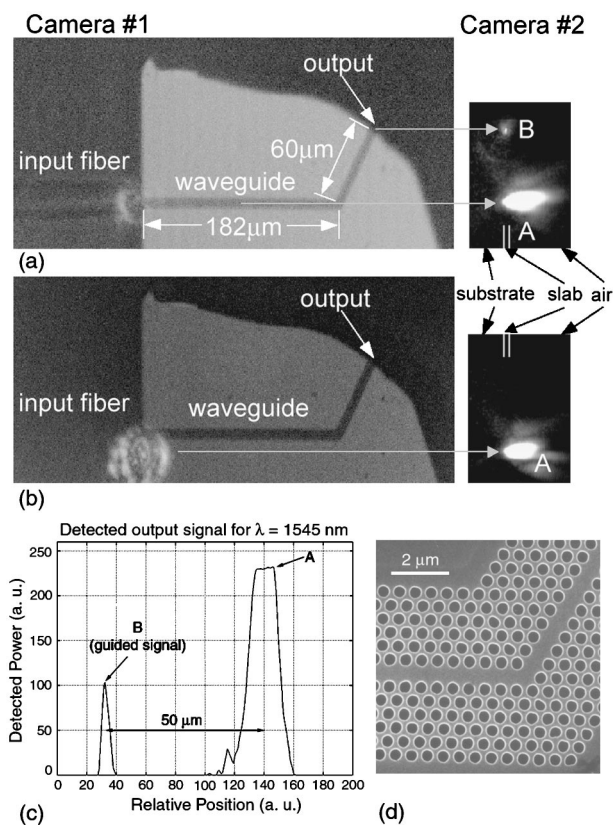 Camera #1
Camera #2
output
B
input fiber
60μm
waveguide
182μm
A
(a)
substrate slab air
output
input fiber
waveguide
A
(b)
Detected output signal for λ = 1545 nm
250
200
150
100
50
0
A
B
(guided signal)
50 μm
Detected Power (a. u.)
0 20 40 60 80 100 120 140 160 180 200
Relative Position (a. u.)
(c)
2 μm
(d)